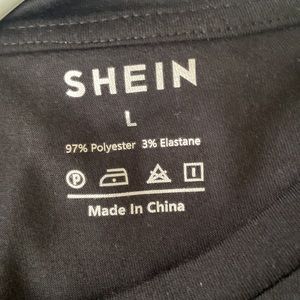 SHEIN
L
97% Polyester 3% Elastane
P
Made In China